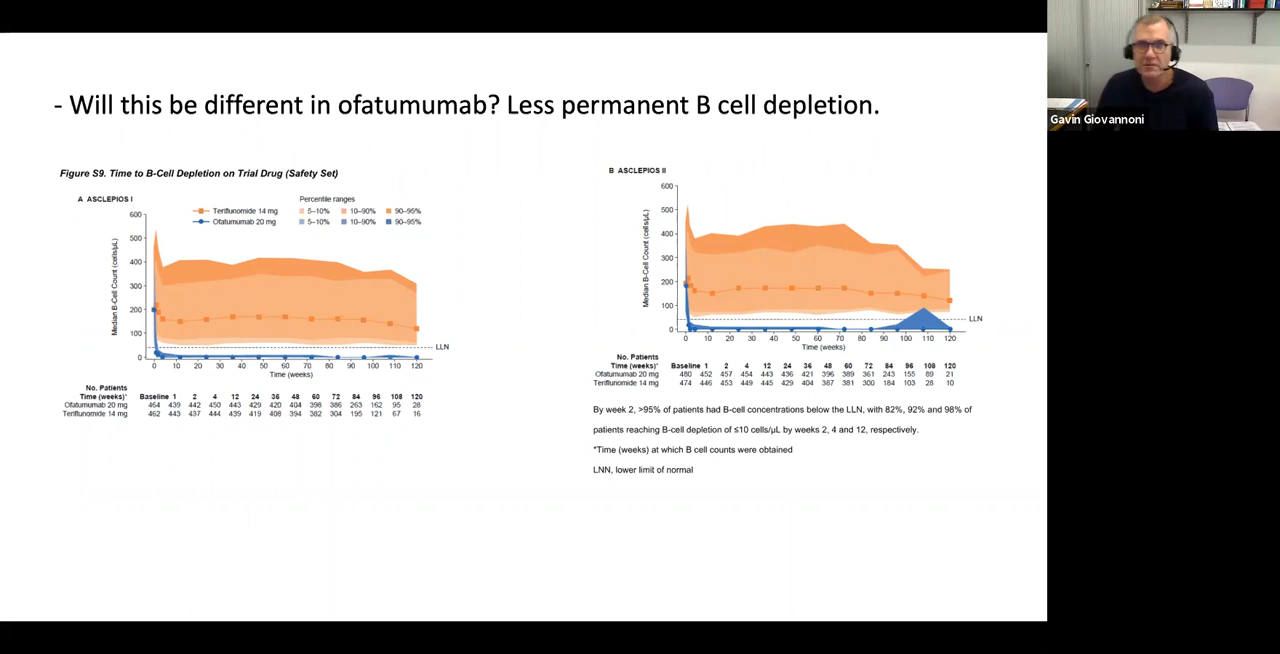 - Will this be different in ofatumumab? Less permanent B cell depletion.
Gavin Giovannoni
Figure S9. Time to B-Cell Depletion on Trial Drug (Safety Set)
A ASCLEPIOS I
Teriflunomide 14 mg
Ofatumumab 20 mg
Percentile ranges
5–10% 10–90% 90–95%
5–10% 10–90% 90–95%
Median B-Cell Count (cells/µL)
600
500
400
300
200
100
0
LLN
0 10 20 30 40 50 60 70 80 90 100 110 120
Time (weeks)
No. Patients
Time (weeks)* Baseline 1 2 4 12 24 36 48 60 72 84 96 108 120
Ofatumumab 20 mg 464 439 442 450 443 429 420 404 398 386 263 162 95 28
Teriflunomide 14 mg 462 443 437 444 439 419 408 394 382 304 195 121 67 16
B ASCLEPIOS II
Median B-Cell Count (cells/µL)
600
500
400
300
200
100
0
LLN
0 10 20 30 40 50 60 70 80 90 100 110 120
Time (weeks)
No. Patients
Time (weeks)* Baseline 1 2 4 12 24 36 48 60 72 84 96 108 120
Ofatumumab 20 mg 480 452 457 454 443 436 421 396 389 361 243 155 89 21
Teriflunomide 14 mg 474 446 453 449 445 429 404 387 381 300 184 103 28 10
By week 2, >95% of patients had B-cell concentrations below the LLN, with 82%, 92% and 98% of
patients reaching B-cell depletion of ≤10 cells/µL by weeks 2, 4 and 12, respectively.
*Time (weeks) at which B cell counts were obtained
LNN, lower limit of normal